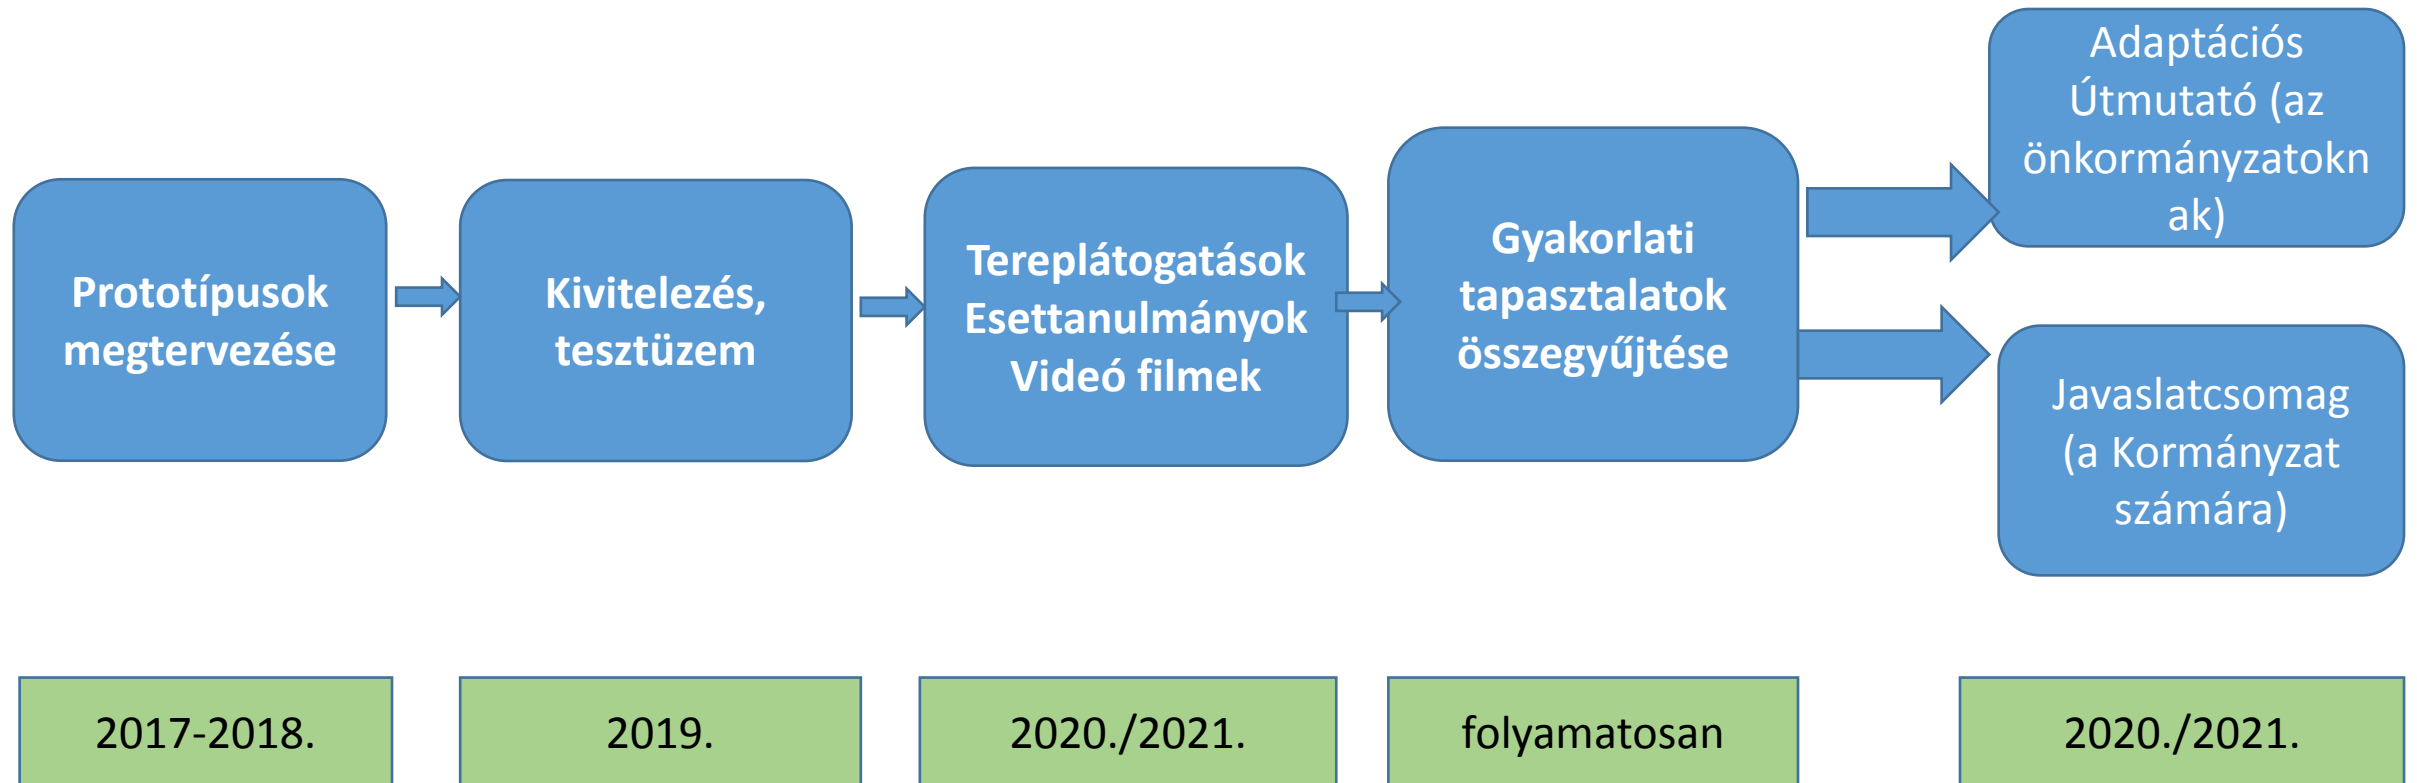 Prototípusok
megtervezése
Kivitelezés,
tesztüzem
Tereplátogatások
Esettanulmányok
Videó filmek
Gyakorlati
tapasztalatok
összegyűjtése
Adaptációs
Útmutató (az
önkormányzatokn
ak)
Javaslatcsomag
(a Kormányzat
számára)
2017-2018.
2019.
2020./2021.
folyamatosan
2020./2021.